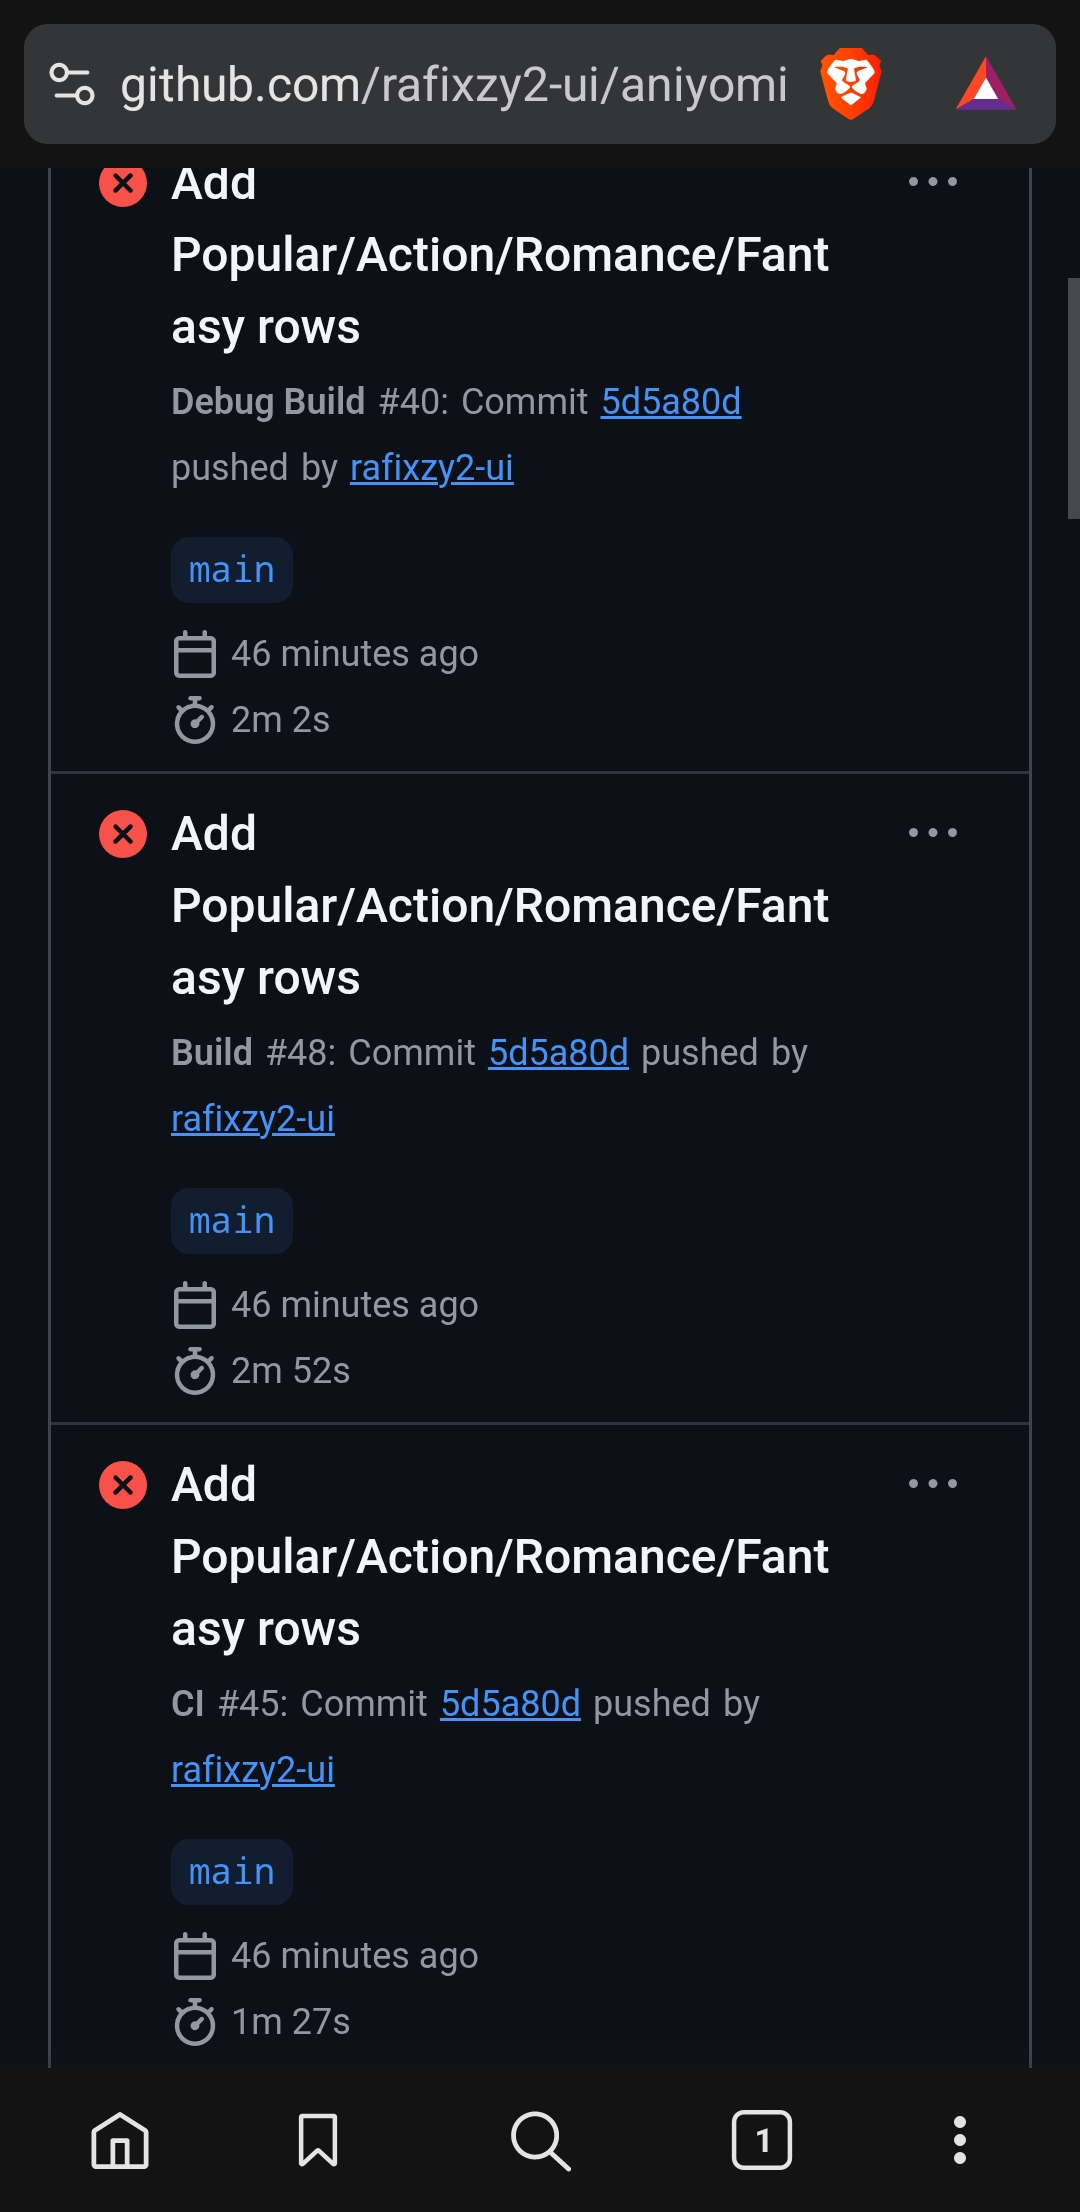 github.com/rafixzy2-ui/aniyomi
Add
Popular/Action/Romance/Fant
asy rows
Debug Build #40: Commit 5d5a80d
pushed by rafixzy2-ui
main
46 minutes ago
2m 2s
Add
Popular/Action/Romance/Fant
asy rows
Build #48: Commit 5d5a80d pushed by
rafixzy2-ui
main
46 minutes ago
2m 52s
Add
Popular/Action/Romance/Fant
asy rows
CI #45: Commit 5d5a80d pushed by
rafixzy2-ui
main
46 minutes ago
1m 27s
1